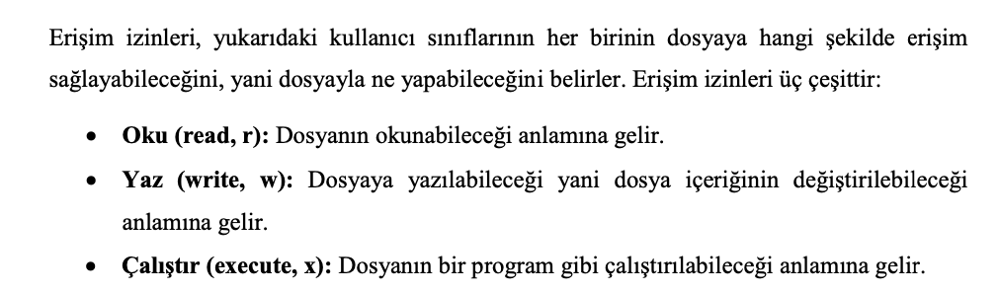 Erişim izinleri, yukarıdaki kullanıcı sınıflarının her birinin dosyaya hangi şekilde erişim
sağlayabileceğini, yani dosyayla ne yapabileceğini belirler. Erişim izinleri üç çeşittir:
• Oku (read, r): Dosyanın okunabileceği anlamına gelir.
• Yaz (write, w): Dosyaya yazılabileceği yani dosya içeriğinin değiştirilebileceği
anlamına gelir.
• Çalıştır (execute, x): Dosyanın bir program gibi çalıştırılabileceği anlamına gelir.